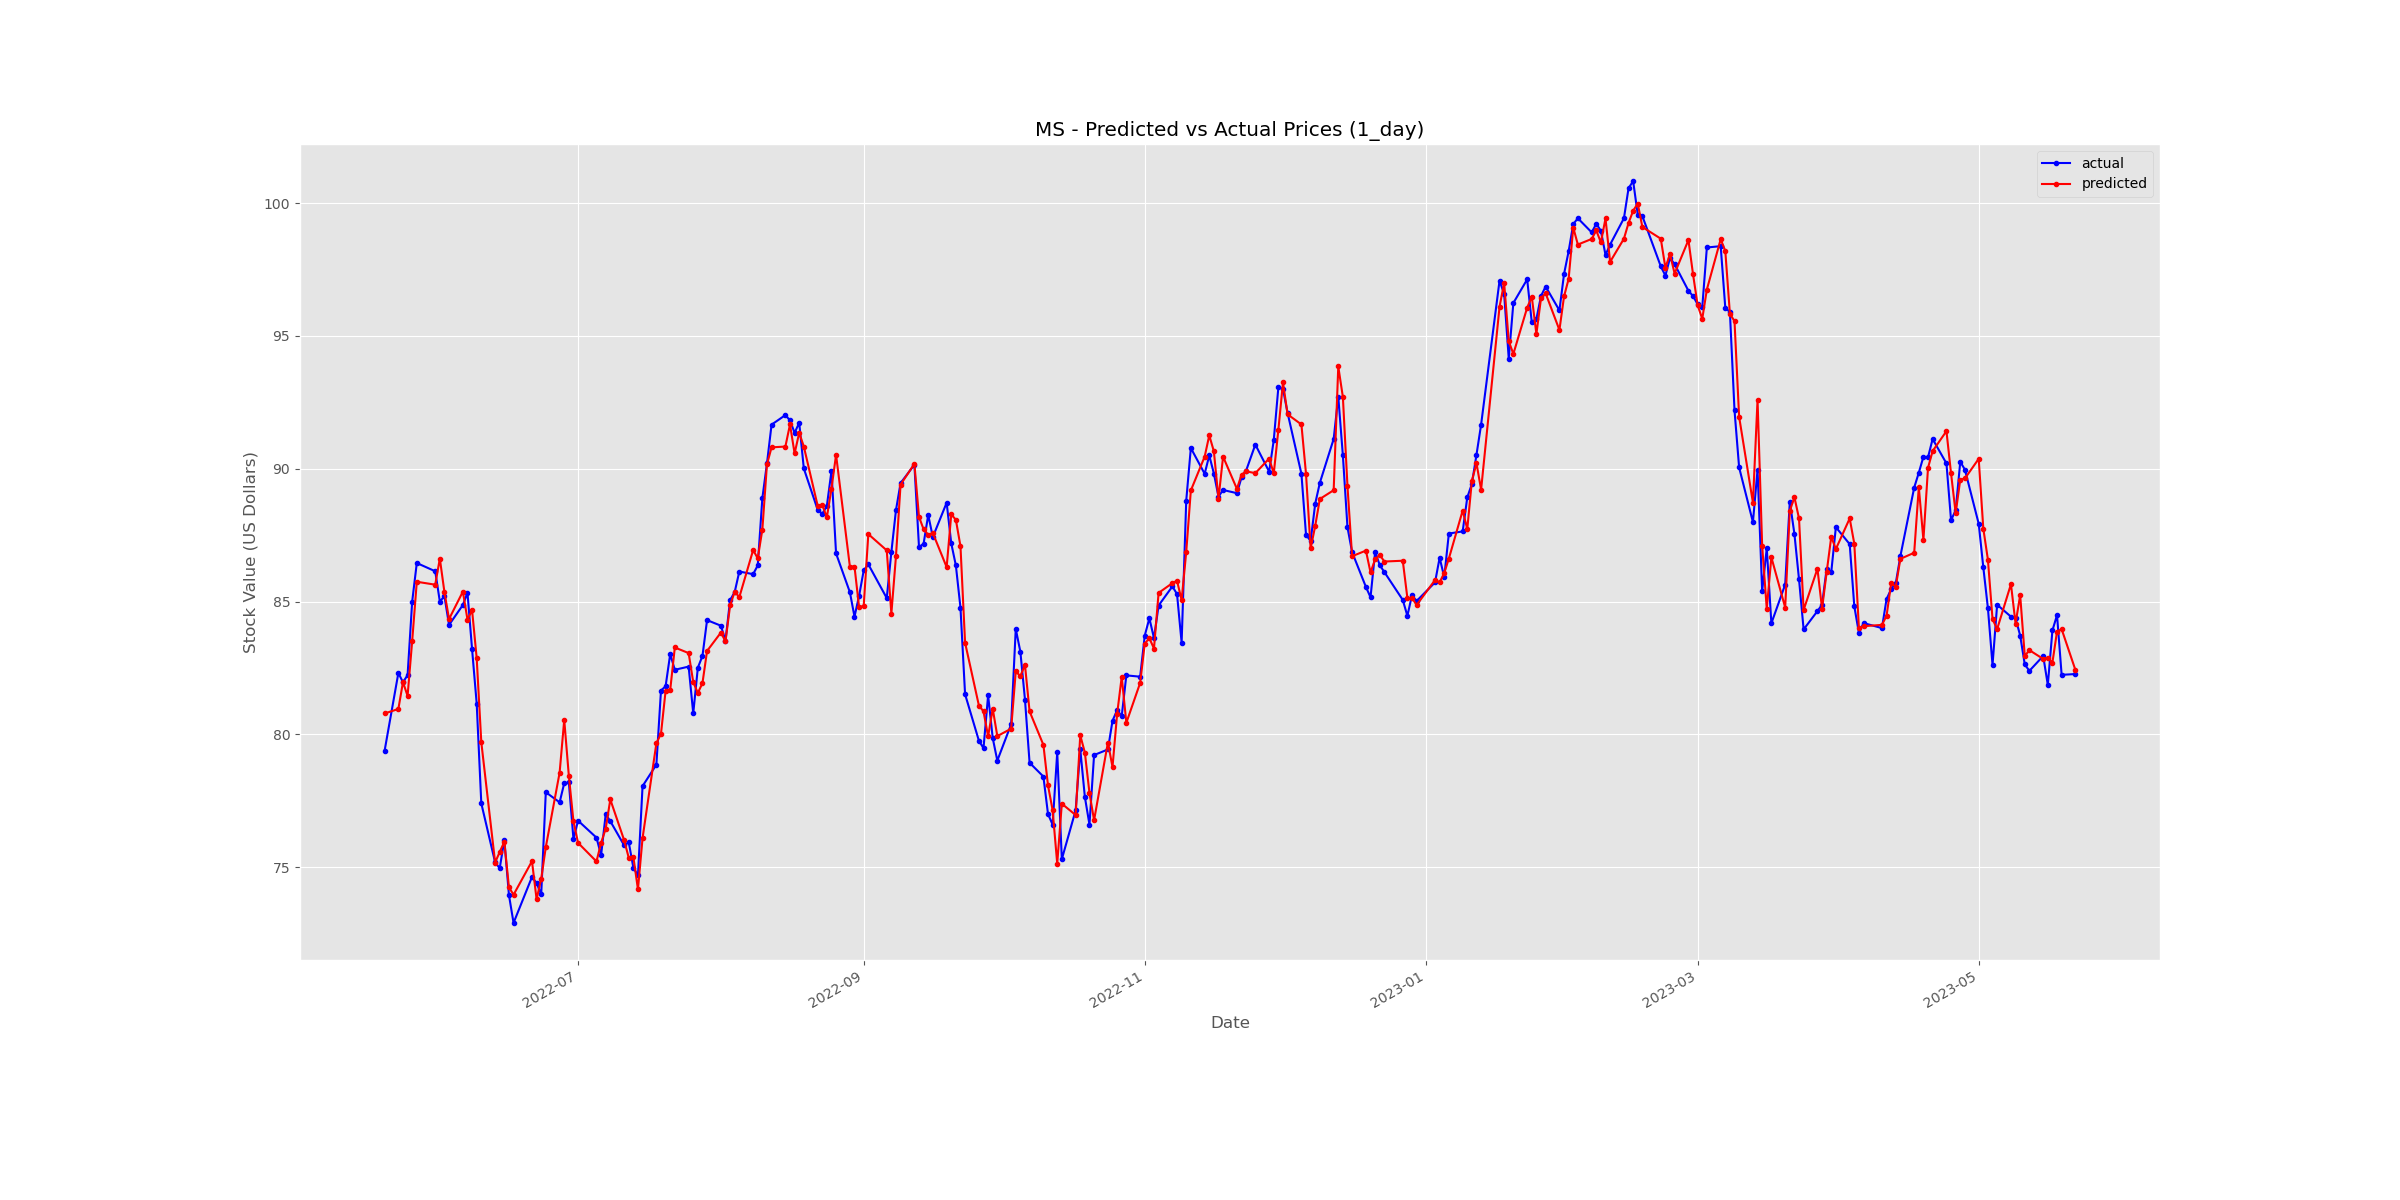 MS - Predicted vs Actual Prices (1_day)
actual
predicted
Stock Value (US Dollars)
100
95
90
85
80
75
2022-07
2022-09
2022-11
2023-01
2023-03
2023-05
Date